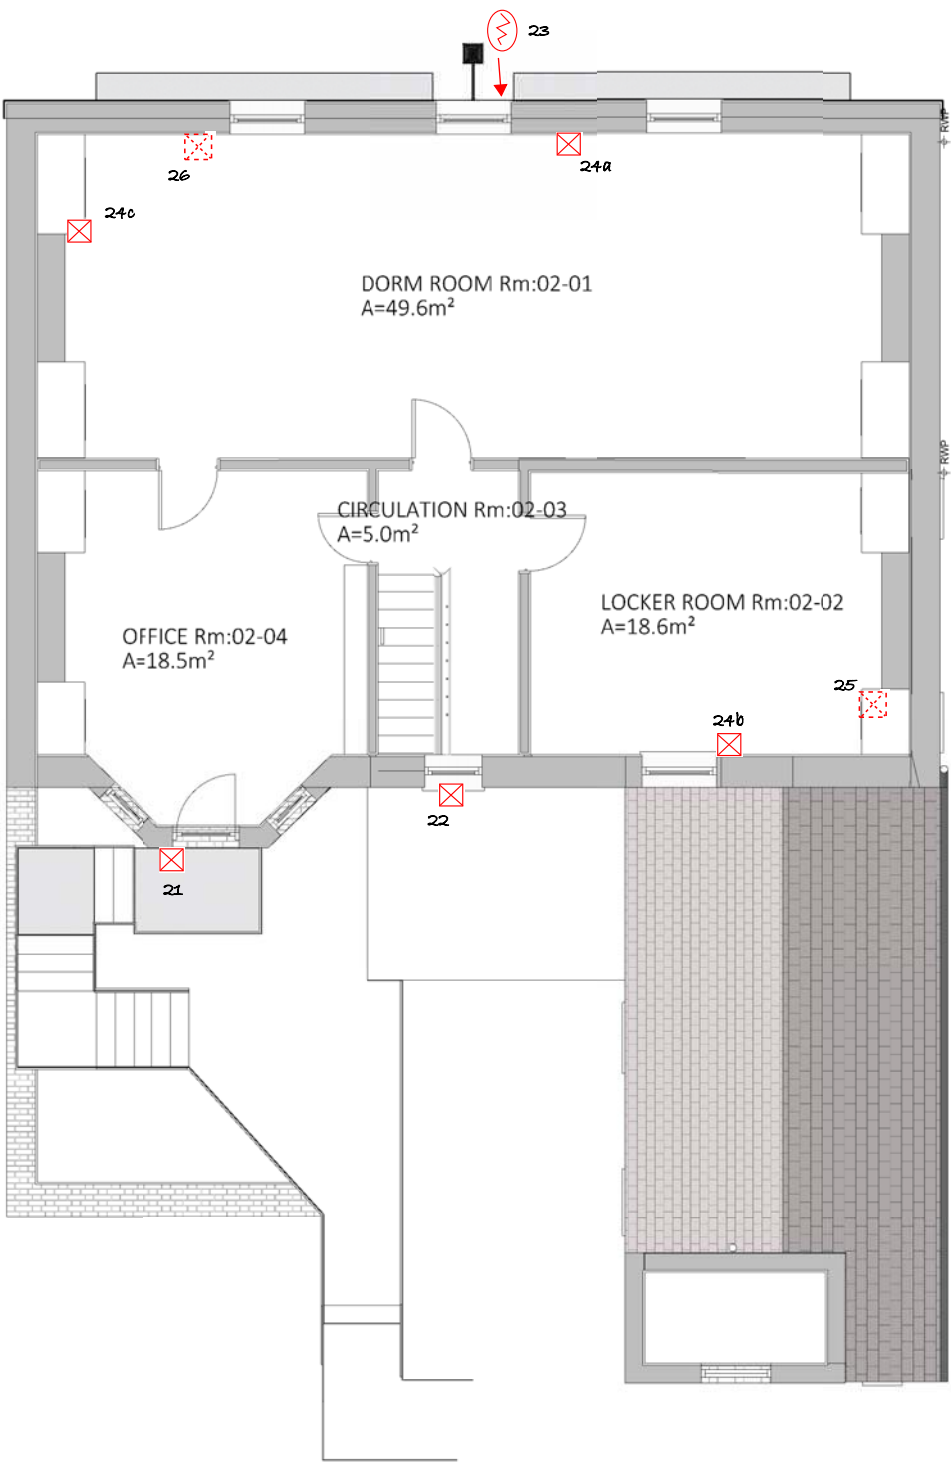 23
RWP
26
24a
24c
DORM ROOM Rm:02-01
A=49.6m²
RWP
CIRCULATION Rm:02-03
A=5.0m²
LOCKER ROOM Rm:02-02
A=18.6m²
OFFICE Rm:02-04
A=18.5m²
25
24b
22
21